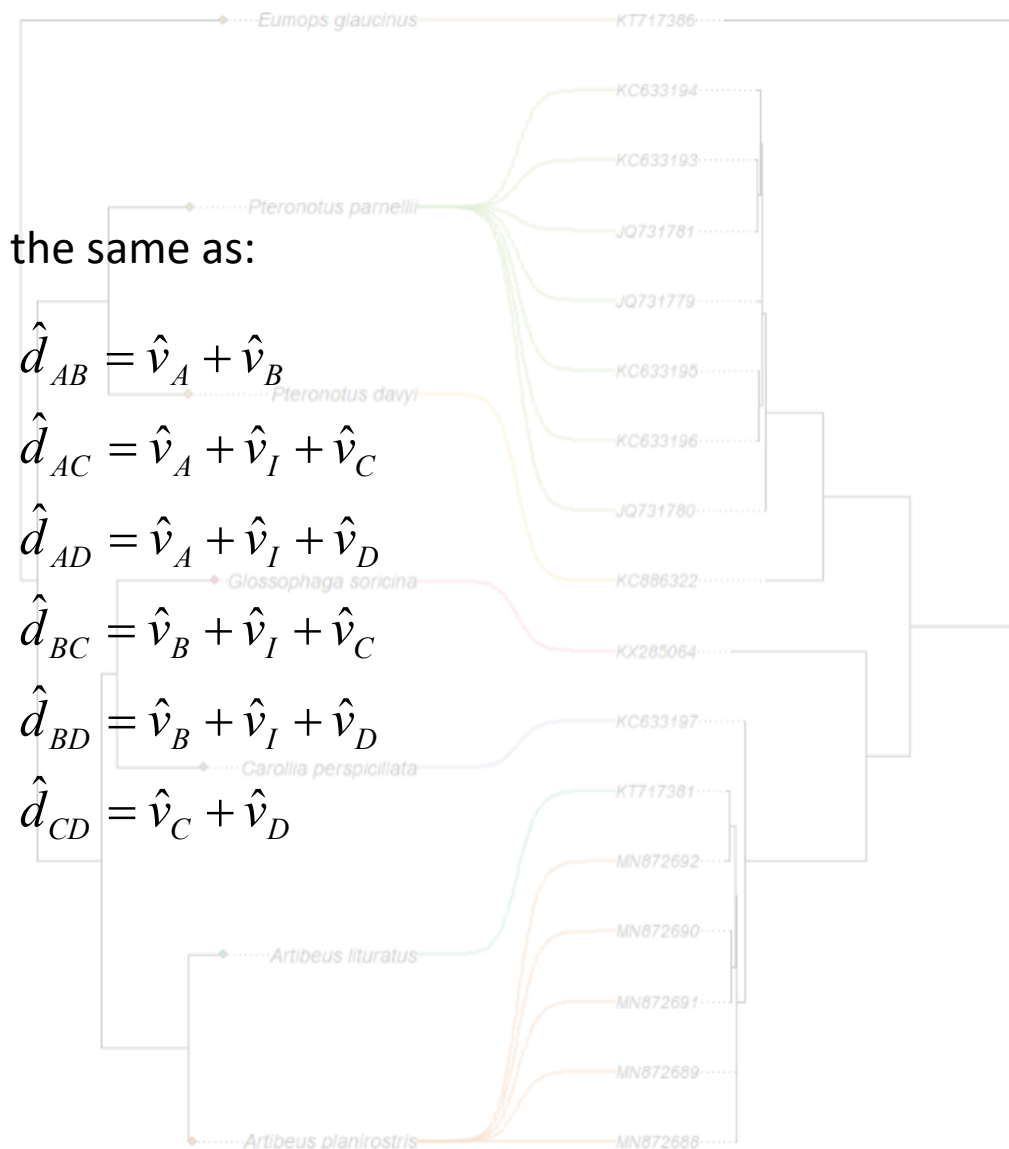 Eumops glaucinus KT717386
KC633194
KC633193
Pteronotus parnellii
JQ731781
the same as:
JQ731779
d̂_AB = v̂_A + v̂_B
KC633195
Pteronotus davyi
KC633196
d̂_AC = v̂_A + v̂_I + v̂_C
JQ731780
d̂_AD = v̂_A + v̂_I + v̂_D
Glossophaga soricina KC886322
d̂_BC = v̂_B + v̂_I + v̂_C
KX285064
d̂_BD = v̂_B + v̂_I + v̂_D
KC633197
Carollia perspicillata
KT717381
d̂_CD = v̂_C + v̂_D
MN872692
MN872690
Artibeus lituratus
MN872691
MN872689
Artibeus planirostris MN872688